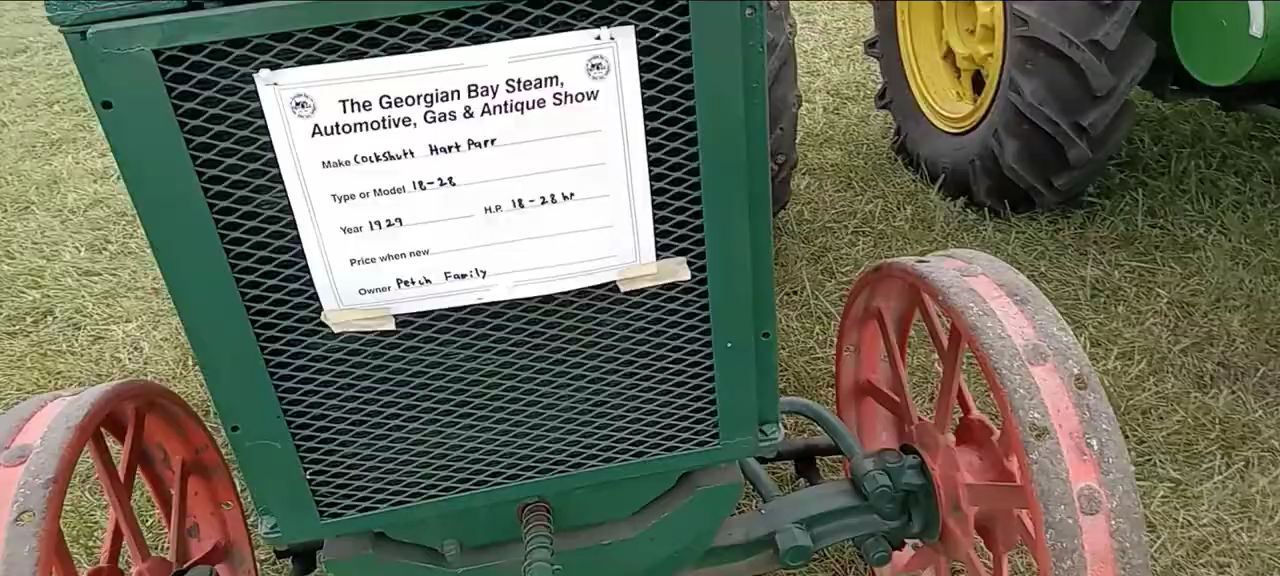 The Georgian Bay Steam,
Automotive, Gas & Antique Show
Make Cockshutt Hart Parr
Type or Model 18-28
Year 1929 H.P. 18-28 hr
Price when new
Owner Petch Family